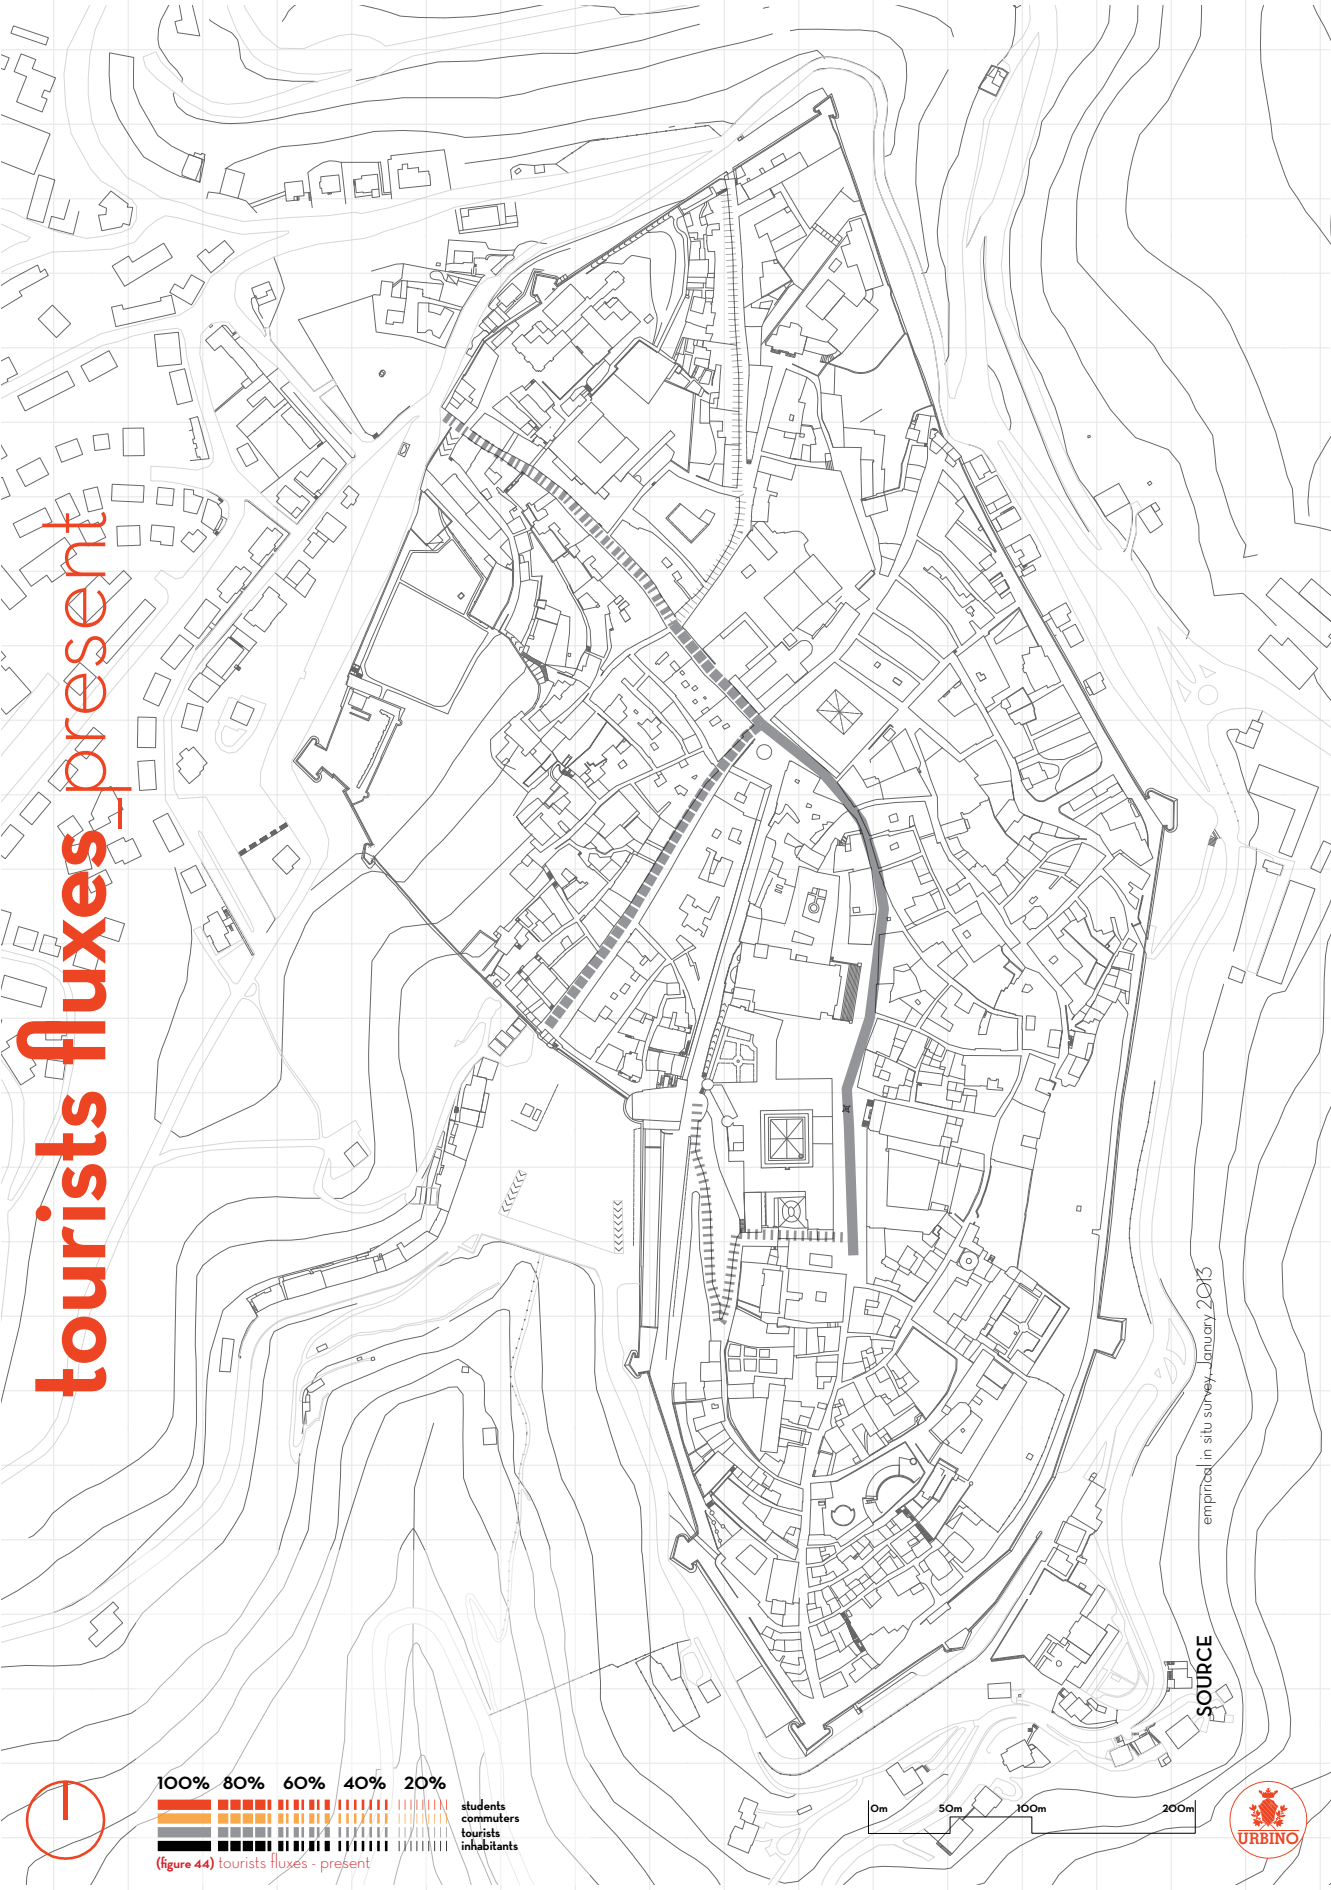 tourists fluxes_present
empirical in situ survey, January 2013
SOURCE
100% 80% 60% 40% 20%
students
commuters
tourists
inhabitants
(figure 44) tourists fluxes - present
0m 50m 100m 200m
URBINO